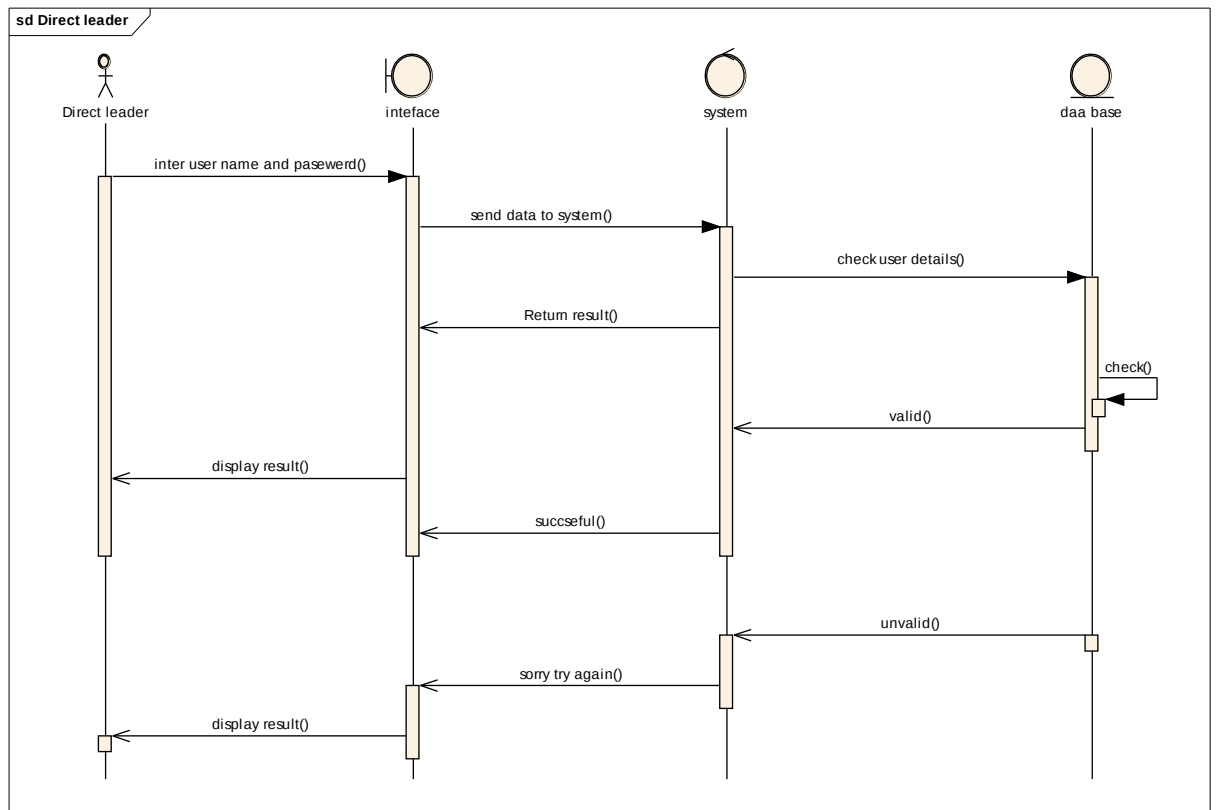 sd Direct leader
Direct leader
inteface
system
daa base
inter user name and pasewerd()
send data to system()
check user details()
Return result()
check()
valid()
display result()
succseful()
unvalid()
sorry try again()
display result()